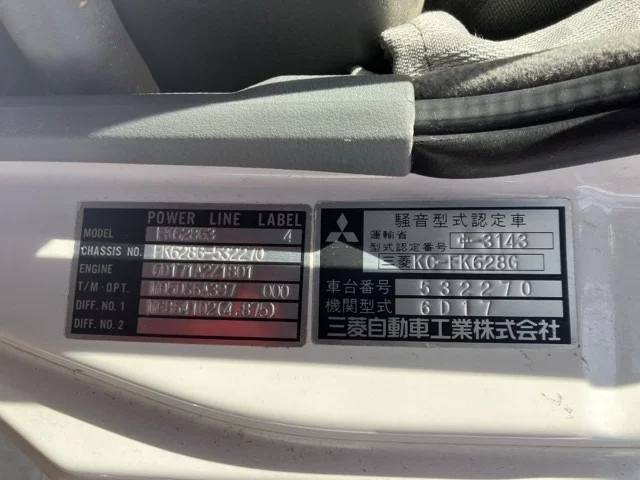 POWER LINE LABEL
MODEL 4
CHASSIS NO. FK628G-532270
ENGINE
T/M·OPT. 000
DIFF. NO. 1 (4.875)
DIFF. NO. 2
騒音型式認定車
運輸省
型式認定番号 3143
三菱KC-FK628G
車台番号 532270
機関型式 6D17
三菱自動車工業株式会社